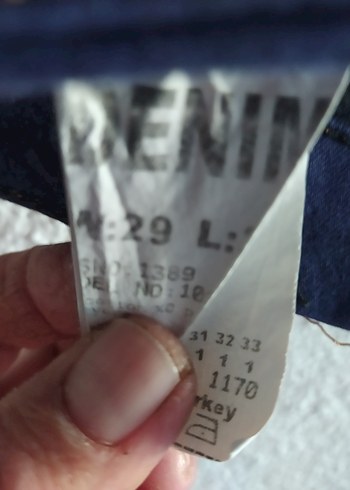 DENIM
W:29 L:
SNO:1389
DEL NO:10
31 32 33
1 1 1
1170
rkey